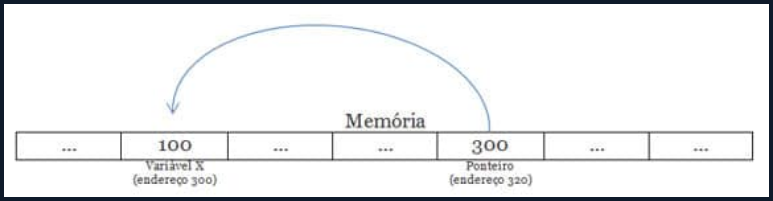 Memória
... 100 ... ... 300 ... ...
Variável X Ponteiro
(endereço 300) (endereço 320)